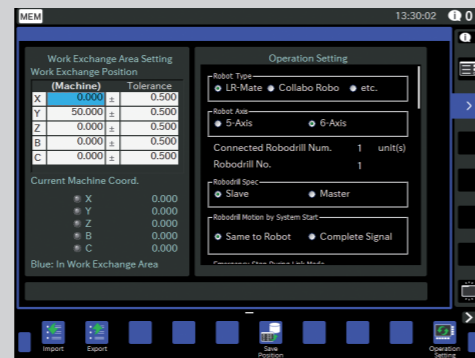 MEM
13:30:02
0
Work Exchange Area Setting
Work Exchange Position
(Machine) Tolerance
X 0.000 ± 0.500
Y 50.000 ± 0.500
Z 0.000 ± 0.500
B 0.000 ± 0.500
C 0.000 ± 0.500
Current Machine Coord.
X 0.000
Y 0.000
Z 0.000
B 0.000
C 0.000
Blue: In Work Exchange Area
Operation Setting
Robot Type
LR-Mate Collabo Robo etc.
Robot Axis
5-Axis 6-Axis
Connected Robodrill Num. 1 unit(s)
Robodrill No. 1
Robodrill Spec
Slave Master
Robodrill Motion by System Start
Same to Robot Complete Signal
Import
Export
Save Position
Operation Setting